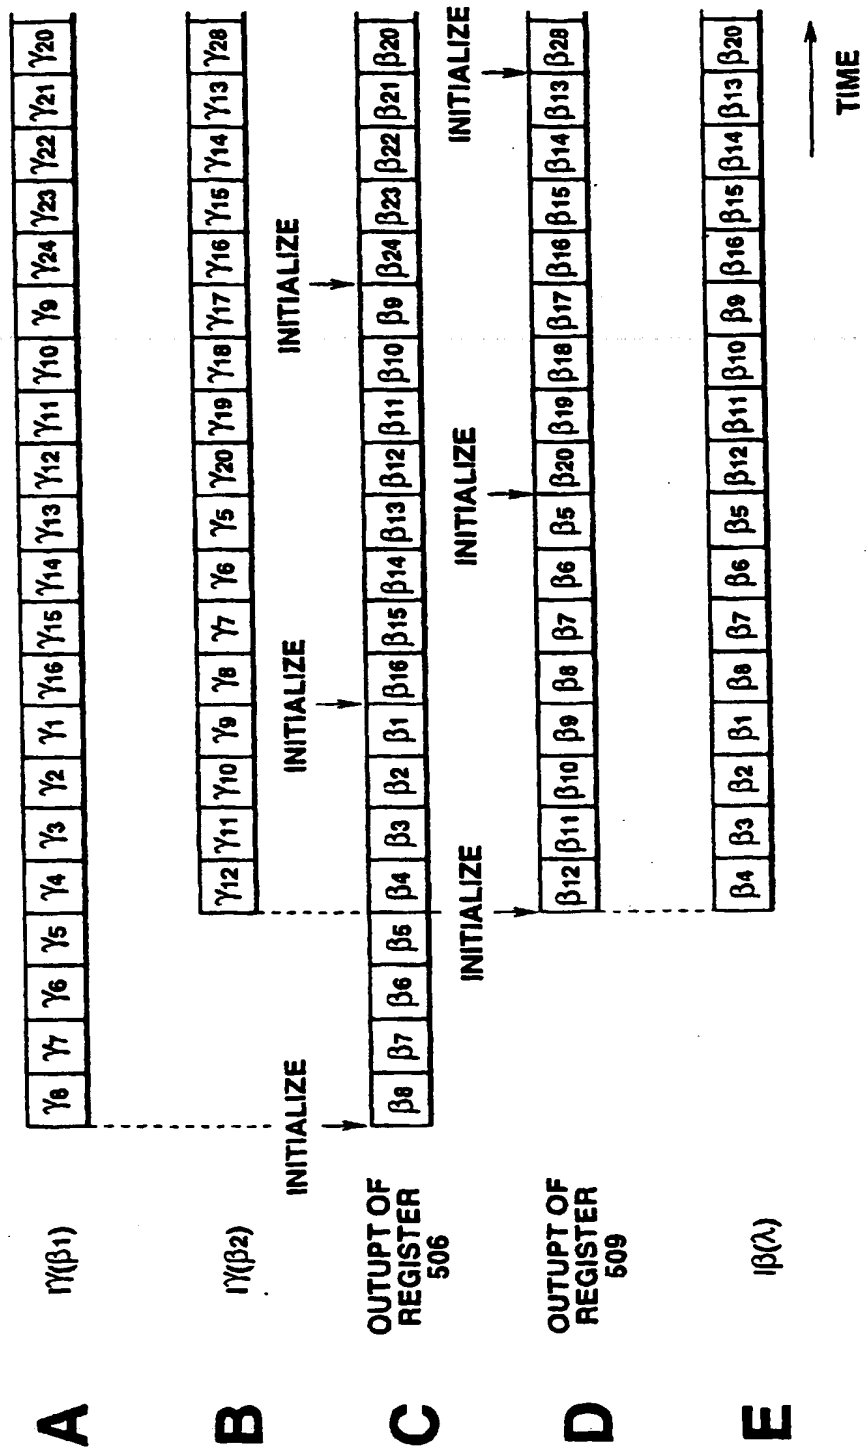 A
Iγ(β1)
γ8 γ7 γ6 γ5 γ4 γ3 γ2 γ1 γ16 γ15 γ14 γ13 γ12 γ11 γ10 γ9 γ24 γ23 γ22 γ21 γ20
B
Iγ(β2)
γ12 γ11 γ10 γ9 γ8 γ7 γ6 γ5 γ20 γ19 γ18 γ17 γ16 γ15 γ14 γ13 γ28
INITIALIZE INITIALIZE INITIALIZE
C
OUTUPT OF
REGISTER
506
β8 β7 β6 β5 β4 β3 β2 β1 β16 β15 β14 β13 β12 β11 β10 β9 β24 β23 β22 β21 β20
INITIALIZE INITIALIZE INITIALIZE
D
OUTUPT OF
REGISTER
509
β12 β11 β10 β9 β8 β7 β6 β5 β20 β19 β18 β17 β16 β15 β14 β13 β28
E
Iβ(λ)
β4 β3 β2 β1 β8 β7 β6 β5 β12 β11 β10 β9 β16 β15 β14 β13 β20
TIME